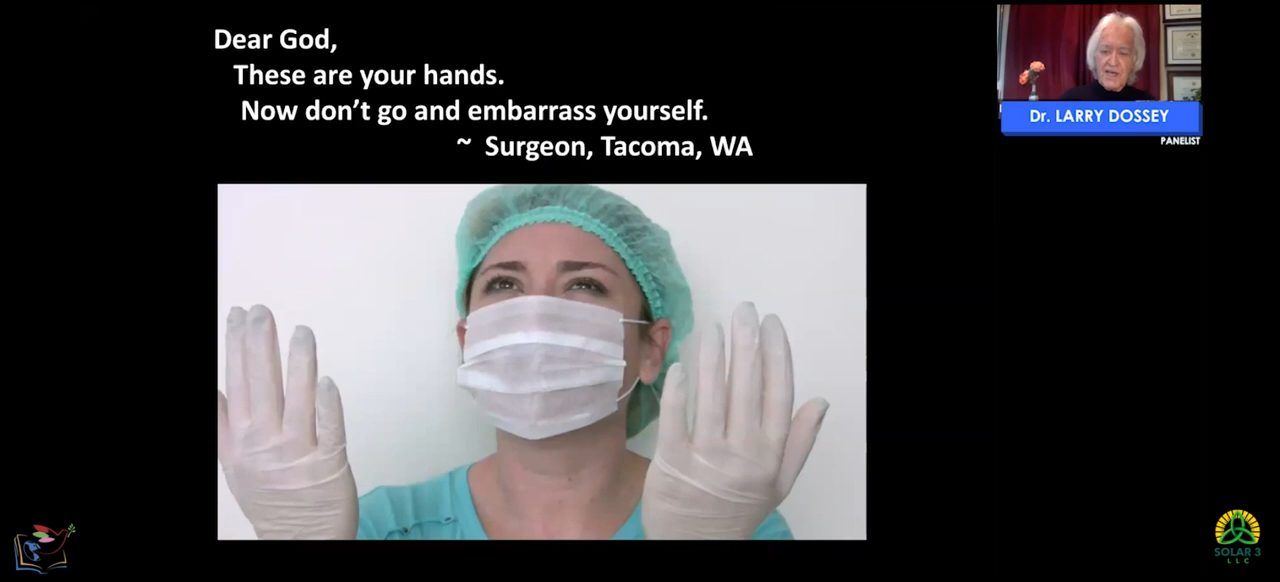 Dear God,
These are your hands.
Now don't go and embarrass yourself.
~ Surgeon, Tacoma, WA
Dr. LARRY DOSSEY
PANELIST
SOLAR 3
LLC